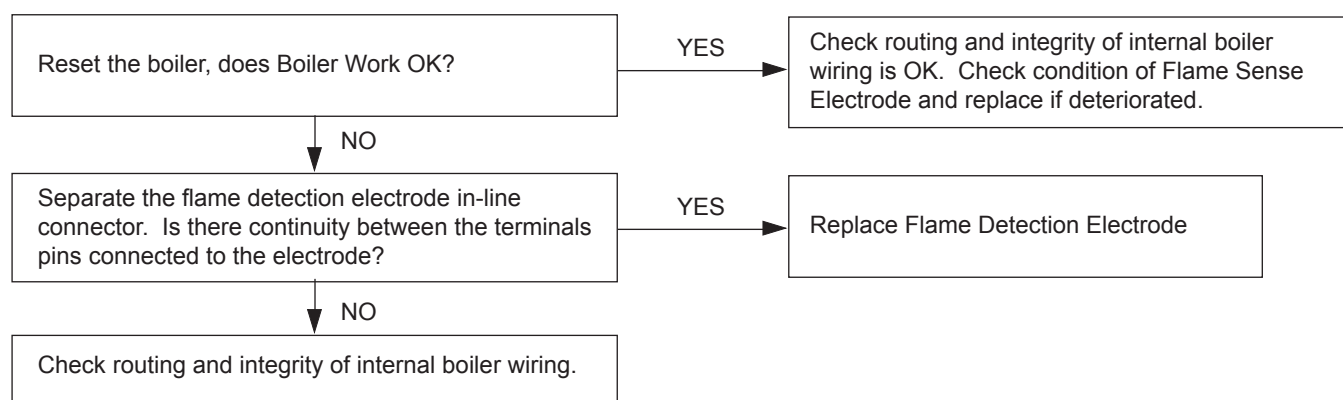 Reset the boiler, does Boiler Work OK?
YES
Check routing and integrity of internal boiler
wiring is OK.  Check condition of Flame Sense
Electrode and replace if deteriorated.
NO
Separate the flame detection electrode in-line
connector.  Is there continuity between the terminals
pins connected to the electrode?
YES
Replace Flame Detection Electrode
NO
Check routing and integrity of internal boiler wiring.